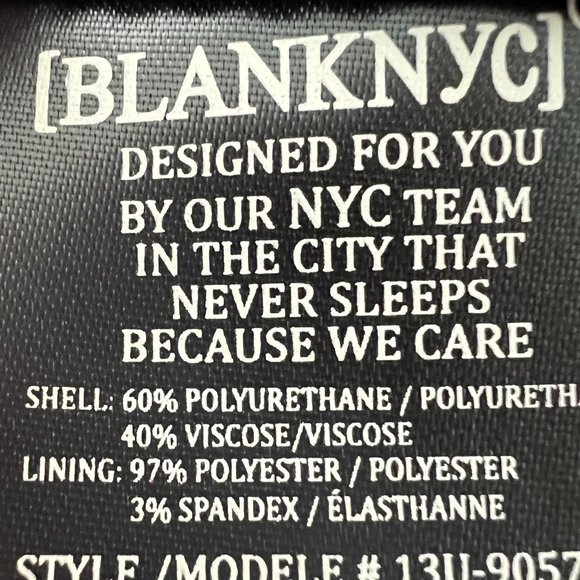 [BLANKNYC]
DESIGNED FOR YOU
BY OUR NYC TEAM
IN THE CITY THAT
NEVER SLEEPS
BECAUSE WE CARE
SHELL: 60% POLYURETHANE / POLYURETH
40% VISCOSE/VISCOSE
LINING: 97% POLYESTER / POLYESTER
3% SPANDEX / ÉLASTHANNE
STYLE /MODELE # 13U-9057